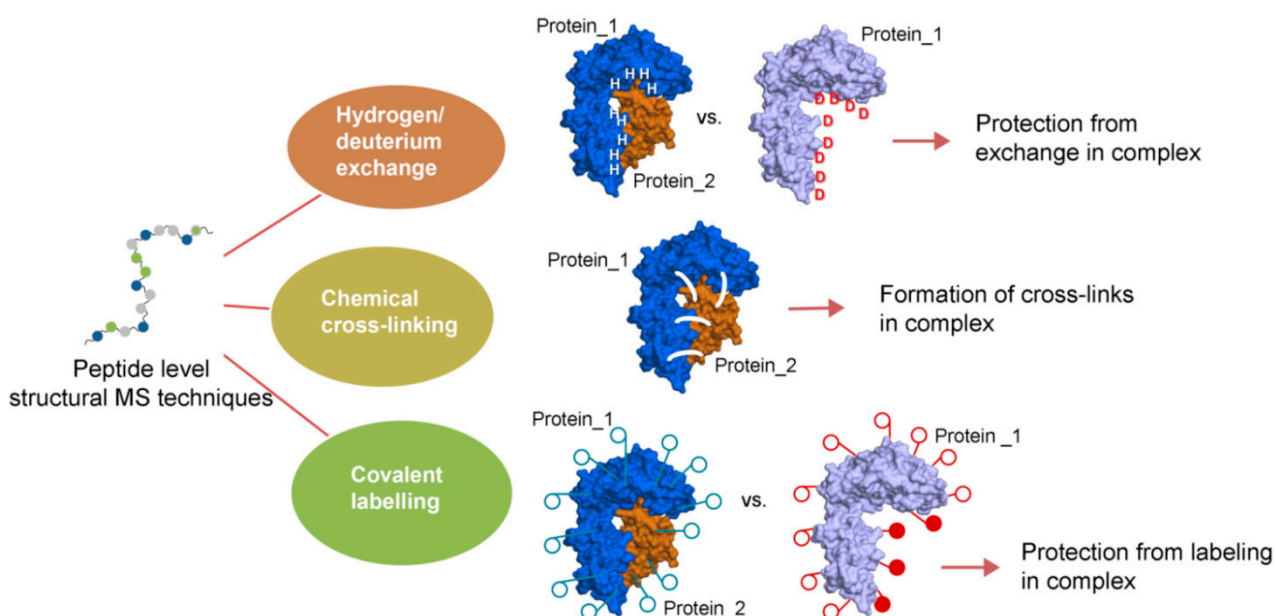 Peptide level
structural MS techniques
Hydrogen/
deuterium
exchange
Protein_1
H H H H
H
H
H
H
H
H
Protein_2
vs.
Protein_1
D D D D
D
D
D
D
D
Protection from
exchange in complex
Chemical
cross-linking
Protein_1
Protein_2
Formation of cross-links
in complex
Covalent
labelling
Protein_1
Protein_2
vs.
Protein _1
Protection from labeling
in complex